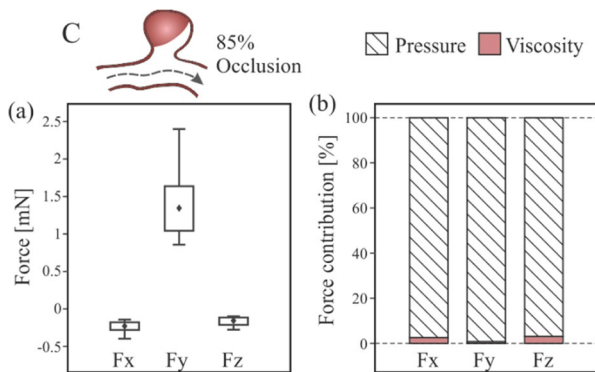 C
85%
Occlusion
Pressure
Viscosity
(a)
Force [mN]
2.5
2
1.5
1
0.5
0
-0.5
Fx Fy Fz
(b)
Force contribution [%]
100
80
60
40
20
0
Fx Fy Fz